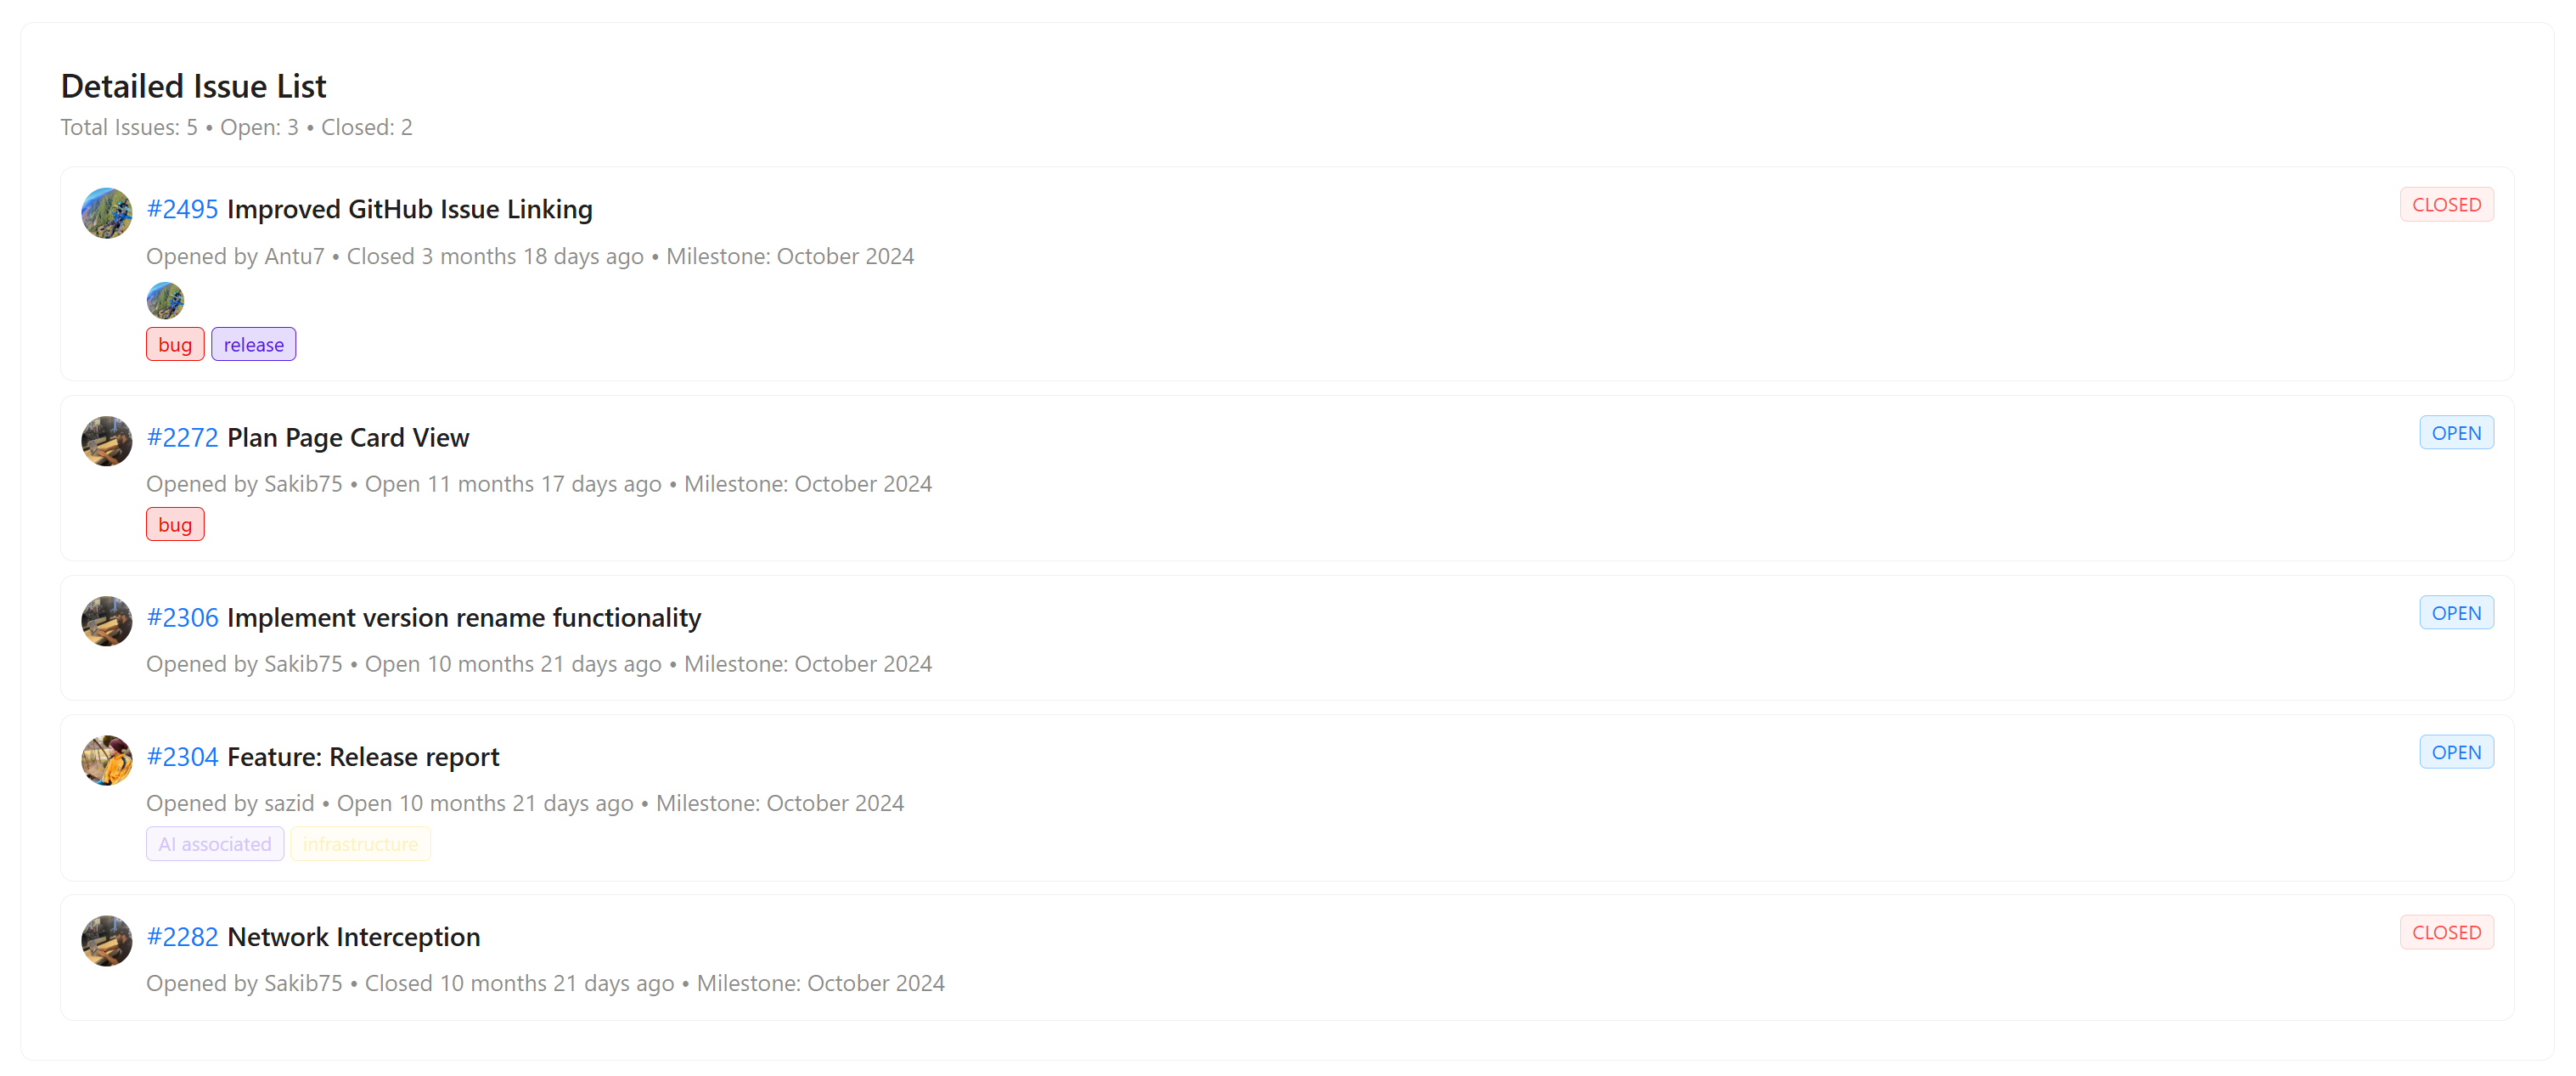 Detailed Issue List
Total Issues: 5 • Open: 3 • Closed: 2
#2495 Improved GitHub Issue Linking
CLOSED
Opened by Antu7 • Closed 3 months 18 days ago • Milestone: October 2024
bug release
#2272 Plan Page Card View
OPEN
Opened by Sakib75 • Open 11 months 17 days ago • Milestone: October 2024
bug
#2306 Implement version rename functionality
OPEN
Opened by Sakib75 • Open 10 months 21 days ago • Milestone: October 2024
#2304 Feature: Release report
OPEN
Opened by sazid • Open 10 months 21 days ago • Milestone: October 2024
AI associated infrastructure
#2282 Network Interception
CLOSED
Opened by Sakib75 • Closed 10 months 21 days ago • Milestone: October 2024